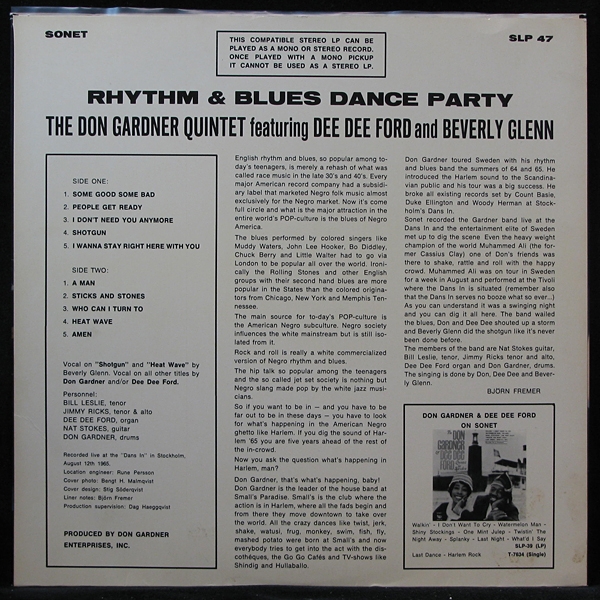 SONET
THIS COMPATIBLE STEREO LP CAN BE
PLAYED AS A MONO OR STEREO RECORD.
ONCE PLAYED WITH A MONO PICKUP
IT CANNOT BE USED AS A STEREO LP.
SLP 47
RHYTHM & BLUES DANCE PARTY
THE DON GARDNER QUINTET featuring DEE DEE FORD and BEVERLY GLENN
SIDE ONE:
1. SOME GOOD SOME BAD
2. PEOPLE GET READY
3. I DON'T NEED YOU ANYMORE
4. SHOTGUN
5. I WANNA STAY RIGHT HERE WITH YOU
SIDE TWO:
1. A MAN
2. STICKS AND STONES
3. WHO CAN I TURN TO
4. HEAT WAVE
5. AMEN
Vocal on "Shotgun" and "Heat Wave" by
Beverly Glenn. Vocal on all other titles by
Don Gardner and/or Dee Dee Ford.
Personnel:
BILL LESLIE, tenor
JIMMY RICKS, tenor & alto
DEE DEE FORD, organ
NAT STOKES, guitar
DON GARDNER, drums
Recorded live at the "Dans In" in Stockholm,
August 12th 1965.
Location engineer: Rune Persson
Cover photo: Bengt H. Malmqvist
Cover design: Stig Söderqvist
Liner notes: Björn Fremer
Production supervision: Dag Haeggqvist
PRODUCED BY DON GARDNER
ENTERPRISES, INC.
English rhythm and blues, so popular among to-
day's teenagers, is merely a rehash of what was
called race music in the late 30's and 40's. Every
major American record company had a subsidi-
ary label that marketed Negro folk music almost
exclusively for the Negro market. Now it's come
full circle and what is the major attraction in the
entire world's POP-culture is the blues of Negro
America.
The blues performed by colored singers like
Muddy Waters, John Lee Hooker, Bo Diddley,
Chuck Berry and Little Walter had to go via
London to be popular all over the world. Ironi-
cally the Rolling Stones and other English
groups with their second hand blues are more
popular in the States than the colored origina-
tors from Chicago, New York and Memphis Ten-
nessee.
The main source for to-day's POP-culture is
the American Negro subculture. Negro society
influences the white mainstream but is still iso-
lated from it.
Rock and roll is really a white commercialized
version of Negro rhythm and blues.
The hip talk so popular among the teenagers
and the so called jet set society is nothing but
Negro slang made pop by the white jazz musi-
cians.
So if you want to be in — and you have to be
far out to be in these days — you have to look
for what's happening in the American Negro
ghetto like Harlem. If you dig the sound of Har-
lem '65 you are five years ahead of the rest of
the in-crowd.
Now you ask the question what's happening in
Harlem, man?
Don Gardner, that's what's happening, baby!
Don Gardner is the leader of the house band at
Small's Paradise. Small's is the club where the
action is in Harlem, where all the fads begin and
from there they move downtown to take over
the world. All the crazy dances like twist, jerk,
shake, watusi, frug, monkey, swim, fish, fly,
mashed potato were born at Small's and now
everybody tries to get into the act with the dis-
cothéques, the Go Go Cafés and TV-shows like
Shindig and Hullaballo.
Don Gardner toured Sweden with his rhythm
and blues band the summers of 64 and 65. He
introduced the Harlem sound to the Scandina-
vian public and his tour was a big success. He
broke all existing records set by Count Basie,
Duke Ellington and Woody Herman at Stock-
holm's Dans In.
Sonet recorded the Gardner band live at the
Dans In and the entertainment elite of Sweden
met up to dig the scene. Even the heavy weight
champion of the world Muhammed Ali (the for-
mer Cassius Clay) one of Don's friends was
there to shake, rattle and roll with the happy
crowd. Muhammed Ali was on tour in Sweden
for a week in August and performed at the Tivoli
where the Dans In is situated (remember also
that the Dans In serves no booze what so ever...)
As you can understand it was a swinging night
and you can dig it all here. The band wailed
the blues, Don and Dee Dee shouted up a storm
and Beverly Glenn did the shotgun like it's never
been done before.
The members of the band are Nat Stokes guitar,
Bill Leslie, tenor, Jimmy Ricks tenor and alto,
Dee Dee Ford organ and Don Gardner, drums.
The singing is done by Don, Dee Dee and Bever-
ly Glenn.
BJÖRN FREMER
DON GARDNER & DEE DEE FORD
ON SONET
THE DON GARDNER
DEE DEE FORD
Walkin' - I Don't Want To Cry - Watermelon Man -
Shiny Stockings - One Mint Julep - Twistin' The
Night Away - Splanky - Last Night - What'd I Say
SLP-39 (LP)
Last Dance - Harlem Rock T-7634 (Single)